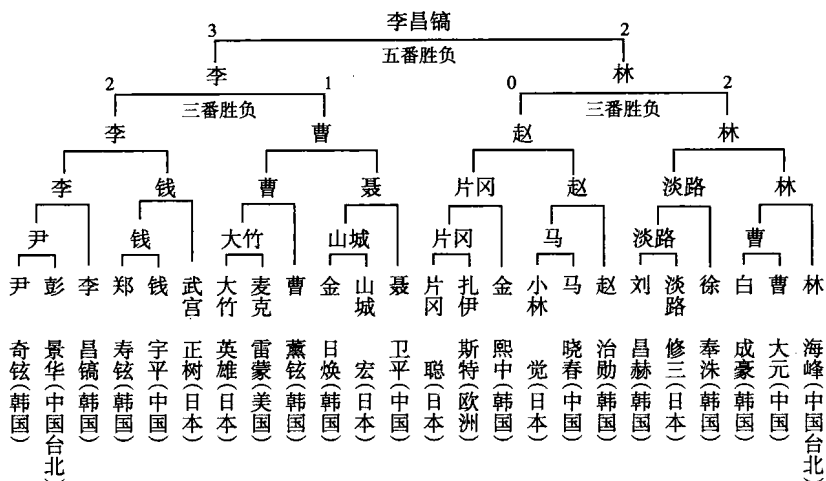 李昌镐
3 2
五番胜负
李 林
2 1 0 2
三番胜负 三番胜负
李 曹 赵 林
李 钱 曹 聂 片冈 赵 淡路 林
尹 钱 大竹 山城 片冈 马 淡路 曹
尹 奇铉(韩国)
彭 景华(中国台北)
李 昌镐(韩国)
郑 寿铉(韩国)
钱 宇平(中国)
武宫 正树(日本)
大竹 英雄(日本)
麦克 雷蒙(美国)
曹 薰铉(韩国)
金 日焕(韩国)
山城 宏(日本)
聂 卫平(中国)
片冈 聪(日本)
扎伊 斯特(欧洲)
金 熙中(韩国)
小林 觉(日本)
马 晓春(中国)
赵 治勋(韩国)
刘 昌赫(韩国)
淡路 修三(日本)
徐 奉洙(韩国)
白 成豪(韩国)
曹 大元(中国)
林 海峰(中国台北)